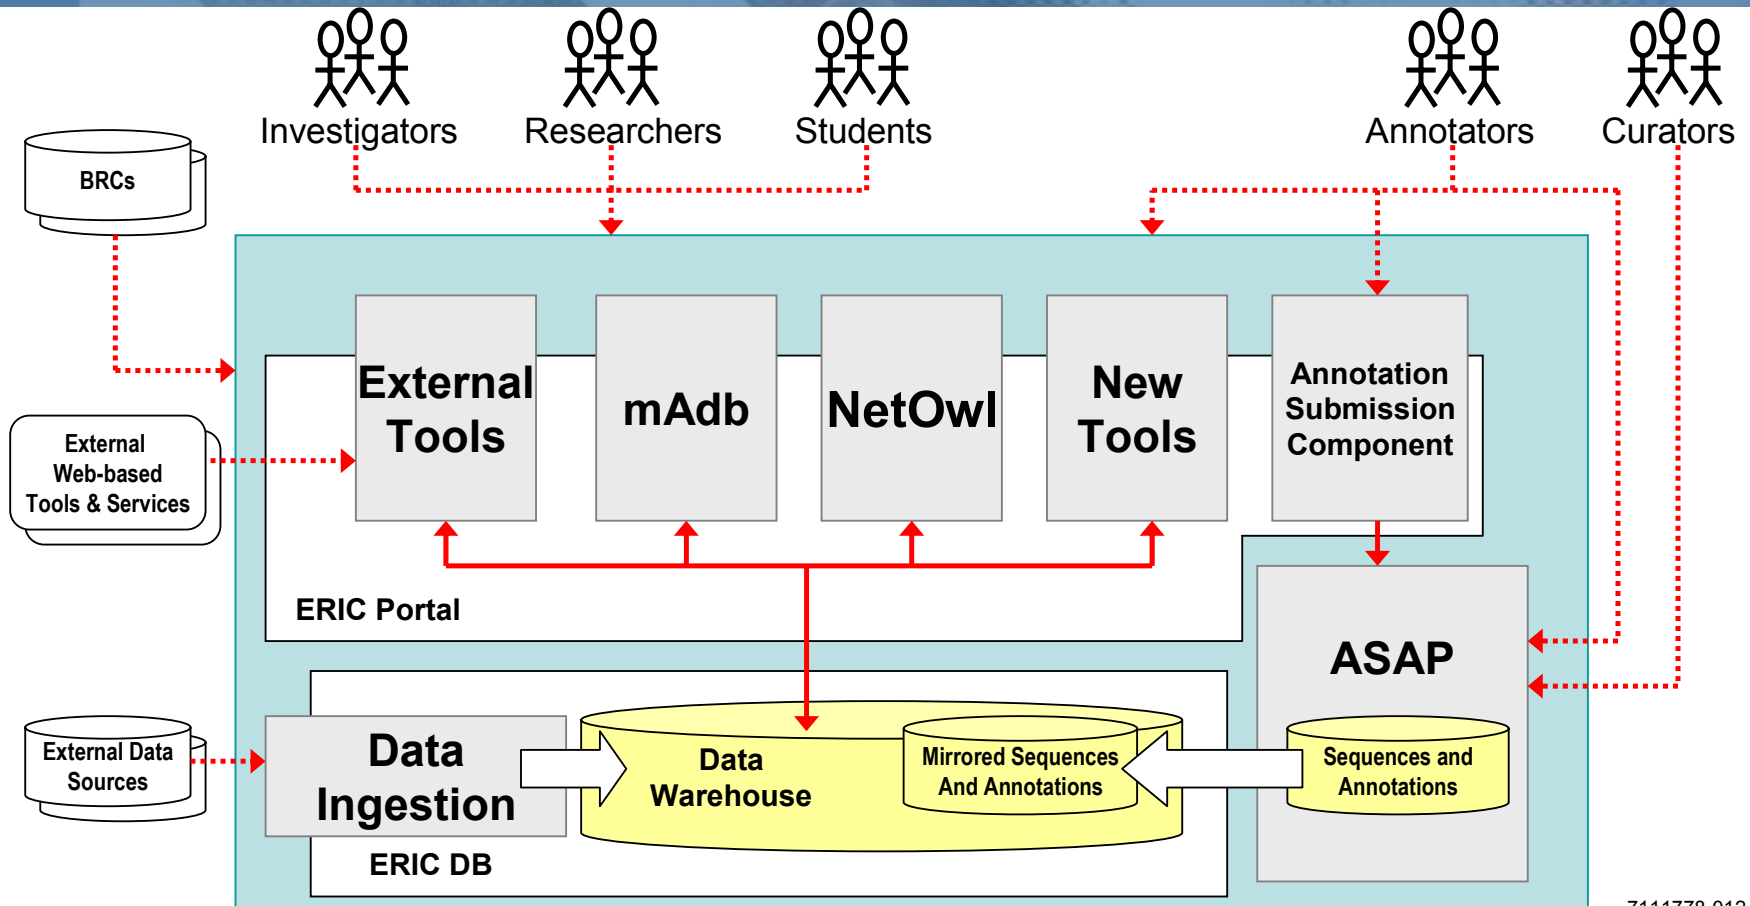 Investigators
Researchers
Students
Annotators
Curators
BRCs
External
Tools
mAdb
NetOwl
New
Tools
Annotation
Submission
Component
External
Web-based
Tools & Services
ERIC Portal
ASAP
External Data
Sources
Data
Ingestion
Data
Warehouse
Mirrored Sequences
And Annotations
Sequences and
Annotations
ERIC DB